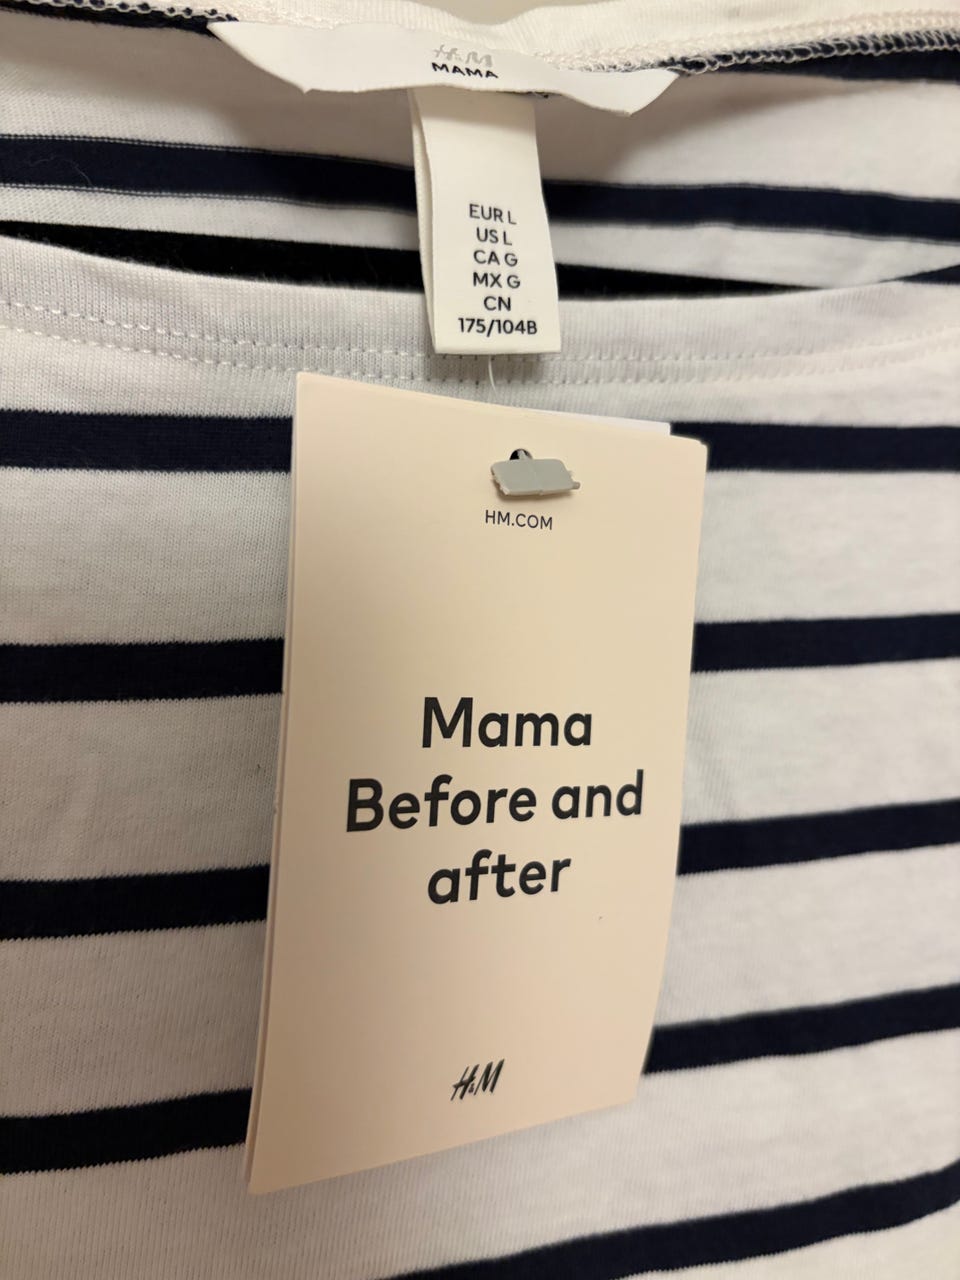 H&M
MAMA
EUR L
US L
CA G
MX G
CN
175/104B
HM.COM
Mama
Before and
after
H&M